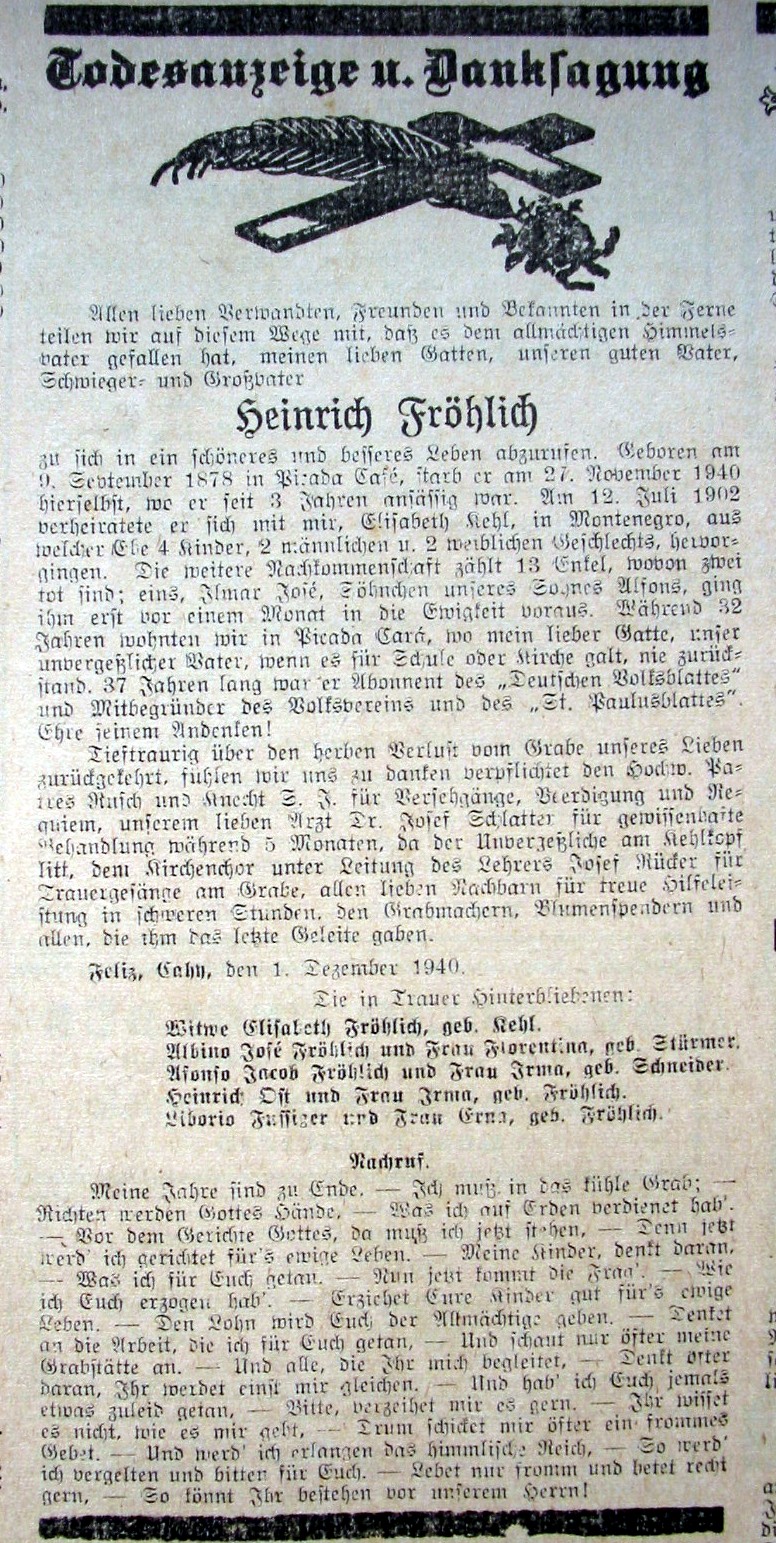 Todesanzeige u. Danksagung
Allen lieben Verwandten, Freunden und Bekannten in der Ferne
teilen wir auf diesem Wege mit, daß es dem allmächtigen Himmels-
vater gefallen hat, meinen lieben Gatten, unseren guten Vater,
Schwieger- und Großvater
Heinrich Fröhlich
zu sich in ein schöneres und besseres Leben abzurufen. Geboren am
9. September 1878 in Picada Café, starb er am 27. November 1940
hierselbst, wo er seit 3 Jahren ansässig war. Am 12. Juli 1902
verheiratete er sich mit mir, Elisabeth Kehl, in Montenegro, aus
welcher Ehe 4 Kinder, 2 männlichen u. 2 weiblichen Geschlechts, hervor-
gingen. Die weitere Nachkommenschaft zählt 13 Enkel, wovon zwei
tot sind; eins, Ilmar José, Söhnchen unseres Sohnes Alfons, ging
ihm erst vor einem Monat in die Ewigkeit voraus. Während 32
Jahren wohnten wir in Picada Cará, wo mein lieber Gatte, unser
unvergeßlicher Vater, wenn es für Schule oder Kirche galt, nie zurück-
stand. 37 Jahren lang war er Abonnent des „Deutschen Volksblattes"
und Mitbegründer des Volksvereins und des „St. Paulusblattes".
Ehre seinem Andenken!
Tieftraurig über den herben Verlust vom Grabe unseres Lieben
zurückgekehrt, fühlen wir uns zu danken verpflichtet den Hochw. Pa-
tres Rusch und Knecht S. J. für Versehgänge, Beerdigung und Re-
quiem, unserem lieben Arzt Dr. Josef Schlatter für gewissenhafte
Behandlung während 5 Monaten, da der Unvergeßliche am Kehlkopf
litt, dem Kirchenchor unter Leitung des Lehrers Josef Rücker für
Trauergesänge am Grabe, allen lieben Nachbarn für treue Hilfelei-
stung in schweren Stunden, den Grabmachern, Blumenspendern und
allen, die ihm das letzte Geleite gaben.
Feliz, Cahy, den 1. Dezember 1940.
Die in Trauer Hinterbliebenen:
Witwe Elisabeth Fröhlich, geb. Kehl.
Albino José Fröhlich und Frau Florentina, geb. Stürmer.
Afonso Jacob Fröhlich und Frau Irma, geb. Schneider.
Heinrich Ost und Frau Irma, geb. Fröhlich.
Liborio Fussiger und Frau Erna, geb. Fröhlich.
Nachruf.
Meine Jahre sind zu Ende, — Ich muß in das kühle Grab; —
Richten werden Gottes Hände, — Was ich auf Erden verdienet hab'.
— Vor dem Gerichte Gottes, da muß ich jetzt stehen, — Denn jetzt
werd' ich gerichtet für's ewige Leben. — Meine Kinder, denkt daran,
— Was ich für Euch getan. — Nun jetzt kommt die Frag'. — Wie
ich Euch erzogen hab'. — Erziehet Eure Kinder gut für's ewige
Leben. — Den Lohn wird Euch der Allmächtige geben. — Denket
an die Arbeit, die ich für Euch getan, — Und schaut nur öfter meine
Grabstätte an. — Und alle, die Ihr mich begleitet, — Denkt öfter
daran, Ihr werdet einst mir gleichen. — Und hab' ich Euch jemals
etwas zuleid getan, — Bitte, verzeihet mir es gern. — Ihr wisset
es nicht, wie es mir geht, — Drum schicket mir öfter ein frommes
Gebet. — Und werd' ich erlangen das himmlische Reich, — So werd'
ich vergelten und bitten für Euch. — Lebet nur fromm und betet recht
gern, — So könnt Ihr bestehen vor unserem Herrn!